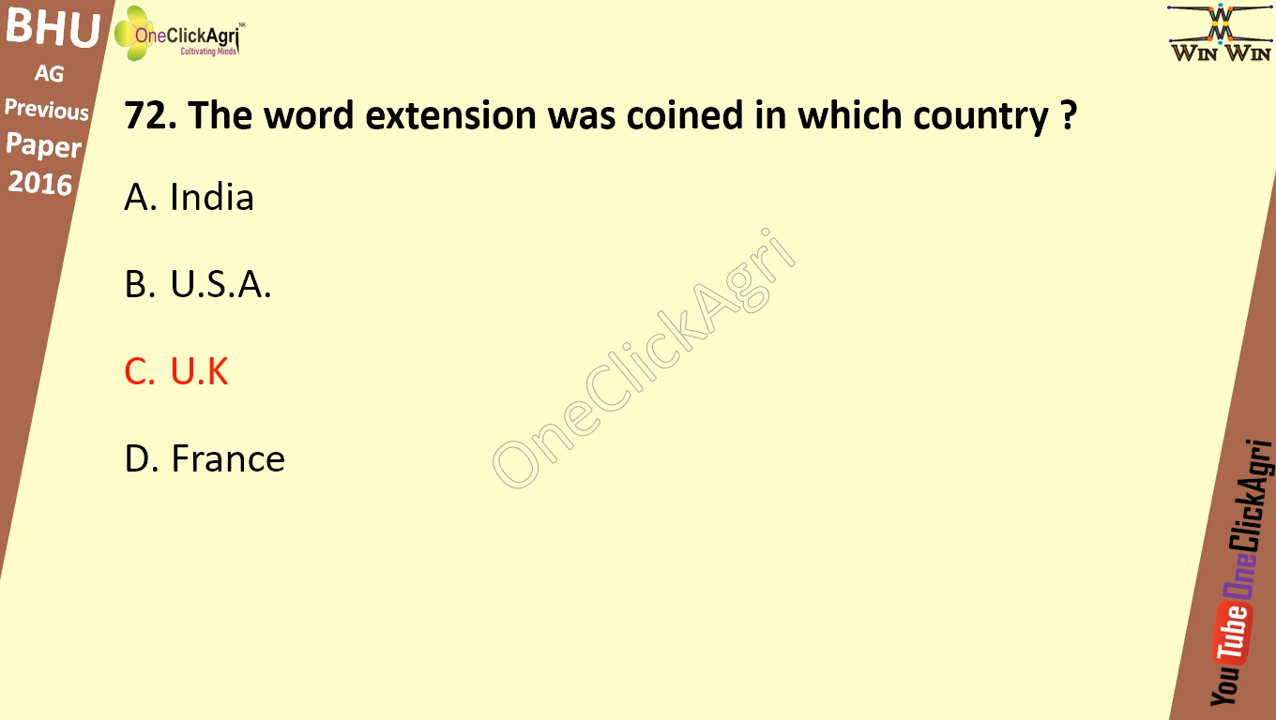 BHU
AG
Previous
Paper
2016
OneClickAgri NK
Cultivating Minds
WIN WIN
72. The word extension was coined in which country ?
A. India
B. U.S.A.
C. U.K
D. France
OneClickAgri
YouTube OneClickAgri